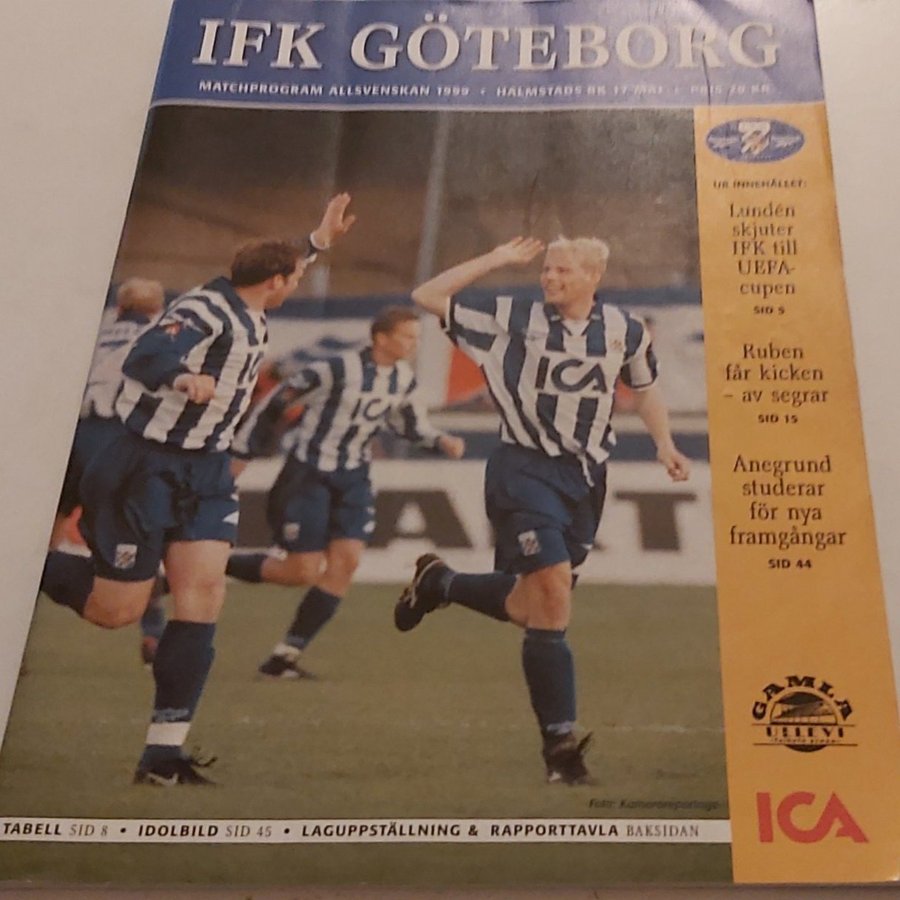 IFK GÖTEBORG
MATCHPROGRAM ALLSVENSKAN 1999 • HALMSTADS BK 17 MAJ • PRIS 20 KR
UR INNEHÅLLET:
Lundén
skjuter
IFK till
UEFA-
cupen
SID 5
Ruben
får kicken
– av segrar
SID 15
Anegrund
studerar
för nya
framgångar
SID 44
ICA
ICA
GAMLA
ULLEVI
ICA
Foto: Kamerareportage
TABELL SID 8 • IDOLBILD SID 45 • LAGUPPSTÄLLNING & RAPPORTTAVLA BAKSIDAN